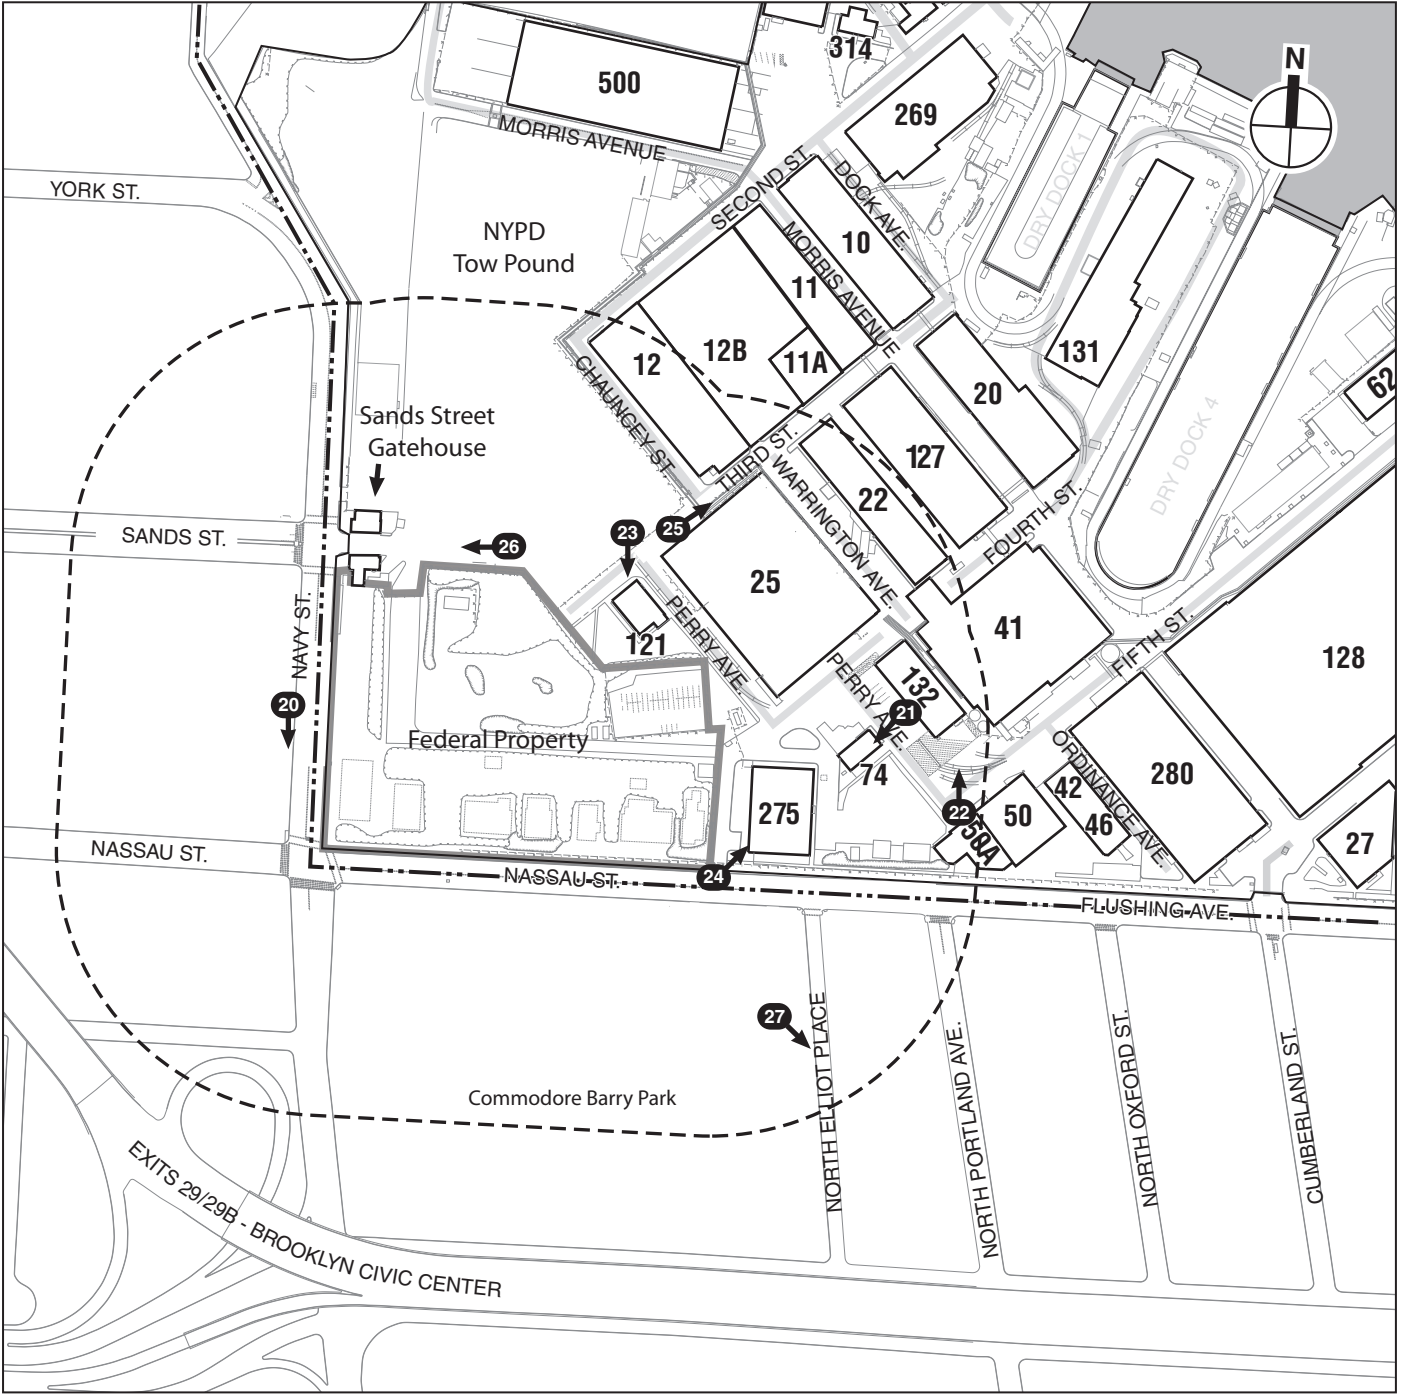 314
N
500
269
MORRIS AVENUE
SECOND ST.
DOCK AVE.
DRY DOCK 1
YORK ST.
NYPD
Tow Pound
10
MORRIS AVENUE
11
12
12B
11A
131
20
62
CHAUNCEY ST.
Sands Street
Gatehouse
THIRD ST.
WARRINGTON AVE.
127
22
DRY DOCK 4
FOURTH ST.
SANDS ST.
26
23
25
25
NAVY ST.
121
PERRY AVE.
41
FIFTH ST.
128
20
PERRY AVE.
132
21
Federal Property
74
ORDINANCE AVE.
280
275
22
50
50A
42
46
27
NASSAU ST.
NASSAU ST.
24
FLUSHING AVE.
27
NORTH ELLIOT PLACE
NORTH PORTLAND AVE.
NORTH OXFORD ST.
CUMBERLAND ST.
Commodore Barry Park
EXITS 29/29B - BROOKLYN CIVIC CENTER